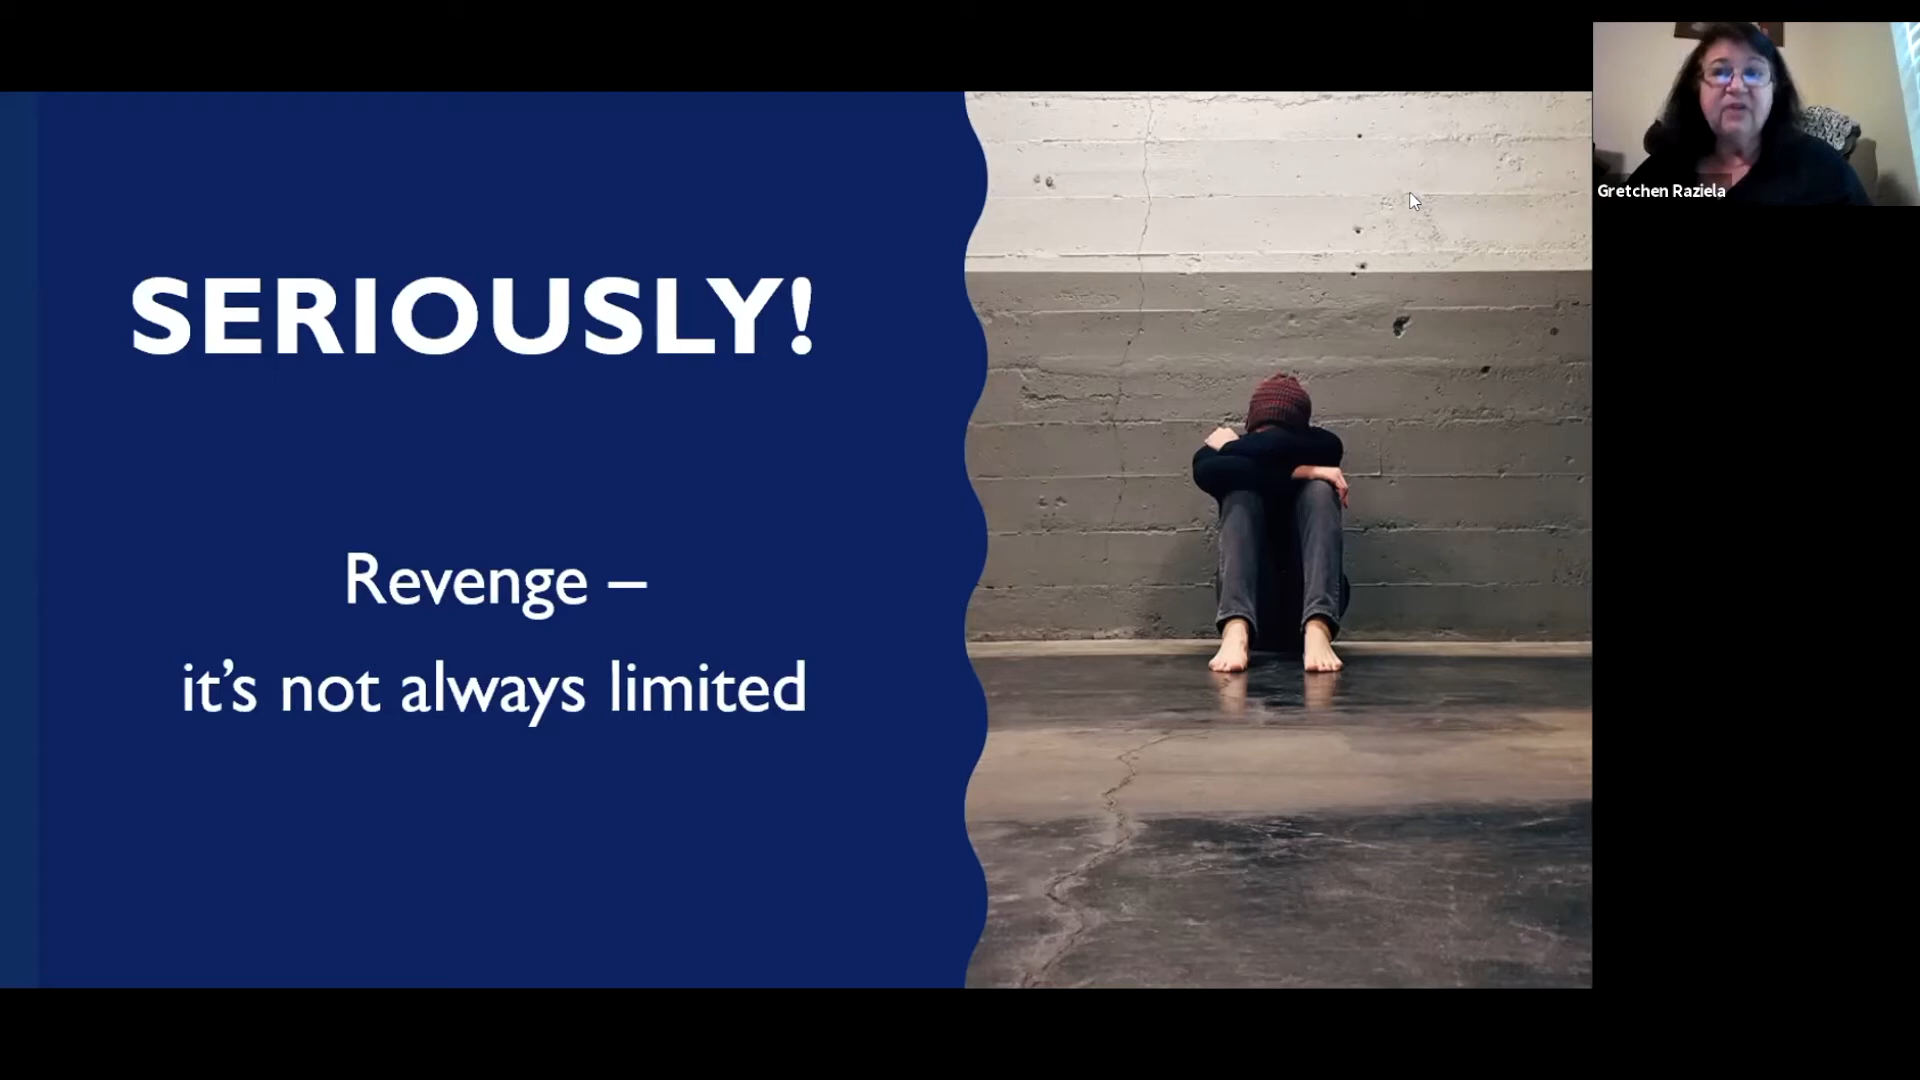 SERIOUSLY!
Revenge –
it’s not always limited
Gretchen Raziela